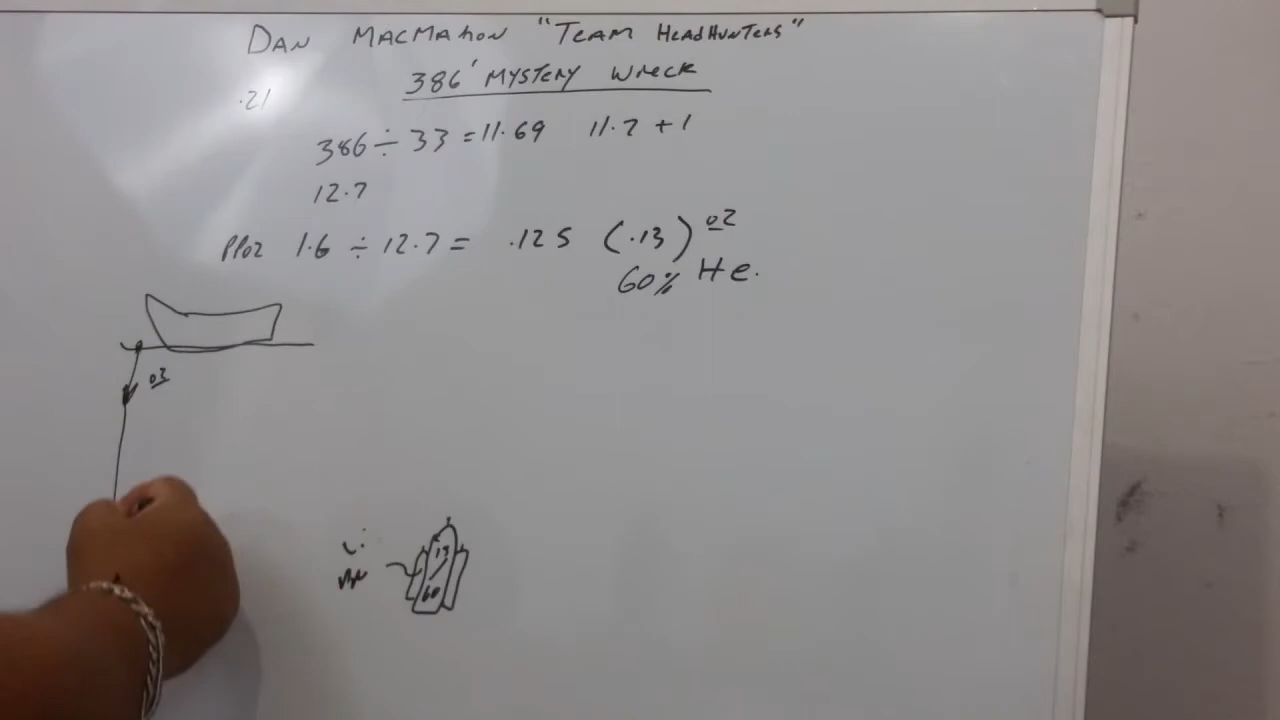 DAN MACMAHON "TEAM HEADHUNTERS"
386' MYSTERY WRECK
.21
386 ÷ 33 = 11.69 11.7 + 1
12.7
PPO2 1.6 ÷ 12.7 = .125 (.13) O2
60% He.
O2
13
60